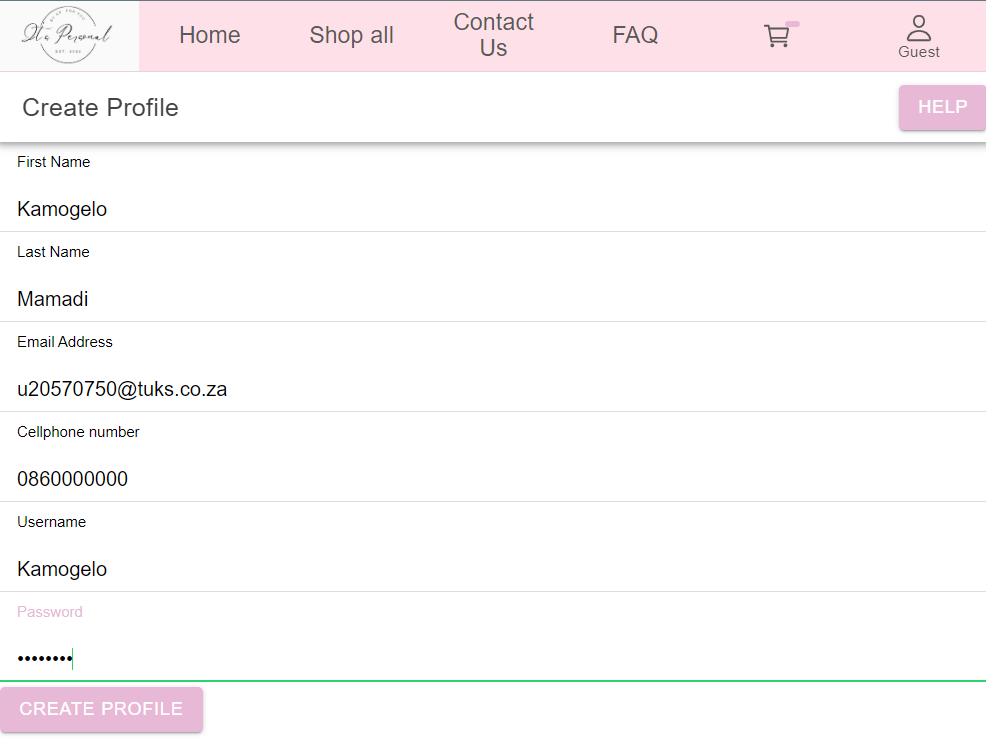 It's Personal
EST. 2020
Home
Shop all
Contact
Us
FAQ
Guest
Create Profile
HELP
First Name
Kamogelo
Last Name
Mamadi
Email Address
u20570750@tuks.co.za
Cellphone number
0860000000
Username
Kamogelo
Password
••••••••
CREATE PROFILE